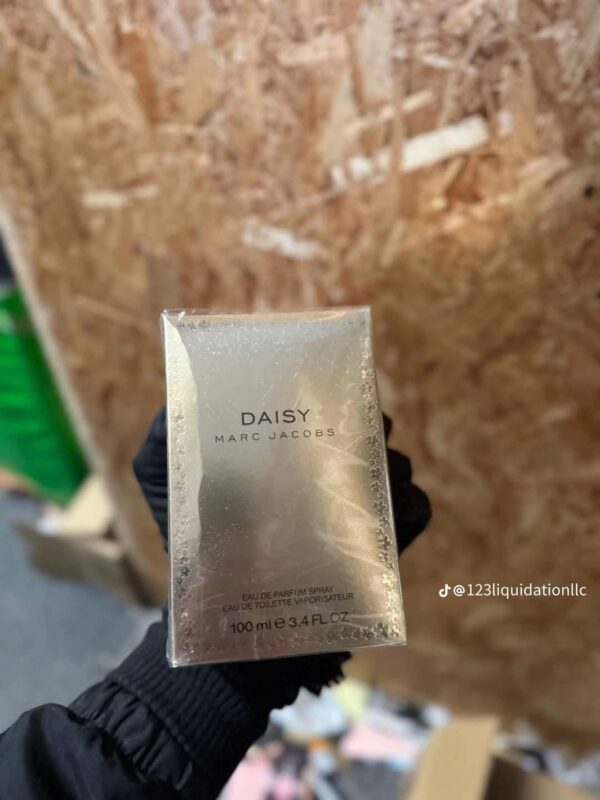 DAISY
MARC JACOBS
EAU DE PARFUM SPRAY
EAU DE TOILETTE VAPORISATEUR
100 ml e 3.4 FL OZ
@123liquidationllc